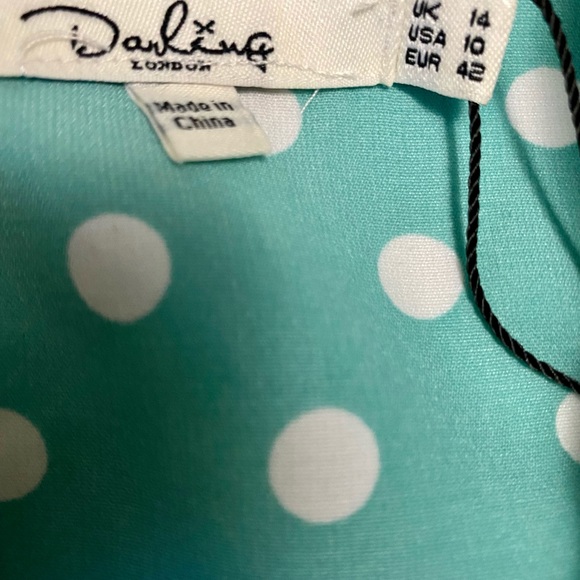 Darling
LONDON
UK 14
USA 10
EUR 42
Made in
China